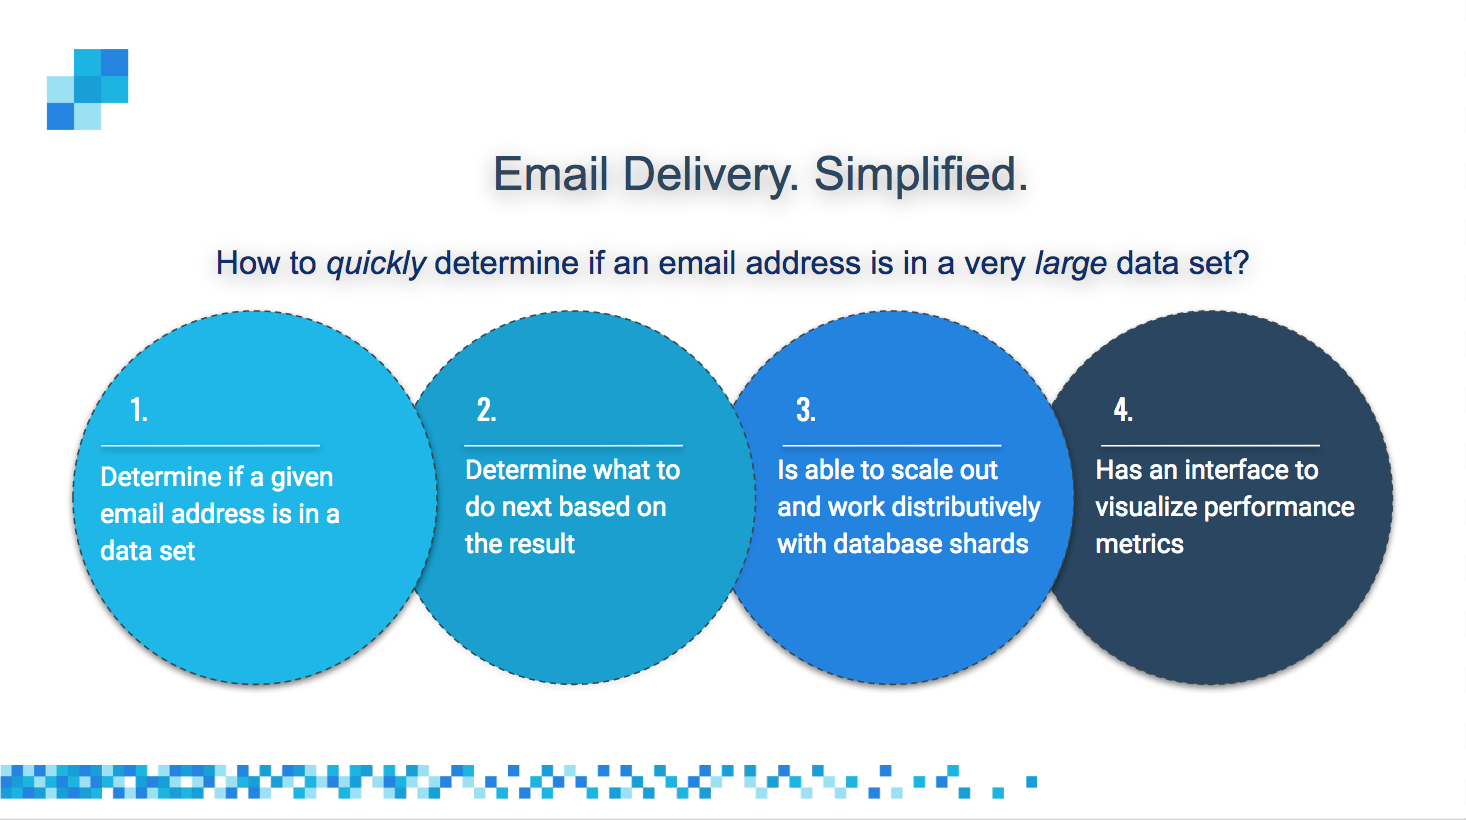 Email Delivery. Simplified.
How to quickly determine if an email address is in a very large data set?
1.
Determine if a given
email address is in a
data set
2.
Determine what to
do next based on
the result
3.
Is able to scale out
and work distributively
with database shards
4.
Has an interface to
visualize performance
metrics